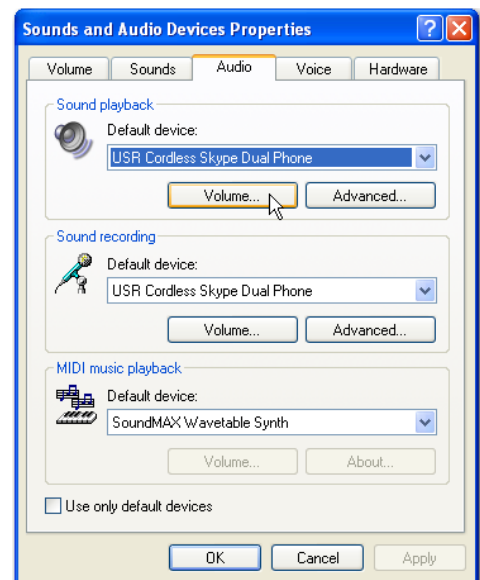 Sounds and Audio Devices Properties
Volume Sounds Audio Voice Hardware
Sound playback
Default device:
USR Cordless Skype Dual Phone
Volume... Advanced...
Sound recording
Default device:
USR Cordless Skype Dual Phone
Volume... Advanced...
MIDI music playback
Default device:
SoundMAX Wavetable Synth
Volume... About...
Use only default devices
OK Cancel Apply